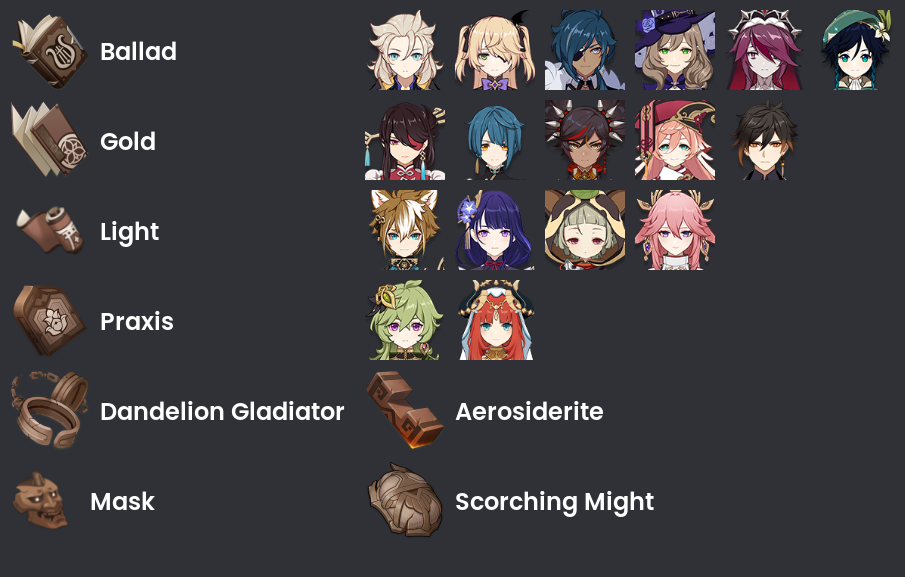 Ballad
Gold
Light
Praxis
Dandelion Gladiator
Aerosiderite
Mask
Scorching Might